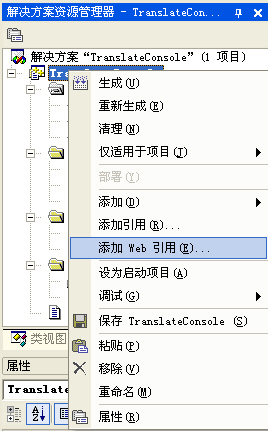 解决方案资源管理器 - TranslateCon...
解决方案“TranslateConsole”(1 项目)
生成(U)
重新生成(E)
清理(N)
仅适用于项目(J)
部署(Y)
添加(D)
添加引用(R)...
添加 Web 引用(E)...
设为启动项目(A)
调试(G)
保存 TranslateConsole (S)
粘贴(P)
移除(V)
重命名(M)
属性(R)
类视图
属性
Translate